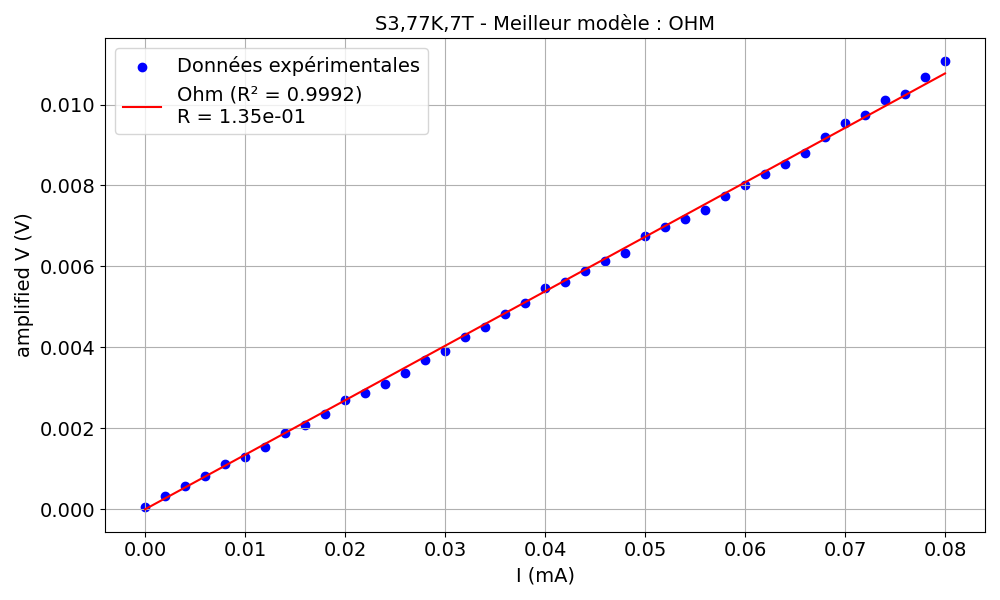 S3,77K,7T - Meilleur modèle : OHM
Données expérimentales
Ohm (R² = 0.9992)
R = 1.35e-01
amplified V (V)
0.010
0.008
0.006
0.004
0.002
0.000
0.00 0.01 0.02 0.03 0.04 0.05 0.06 0.07 0.08
I (mA)